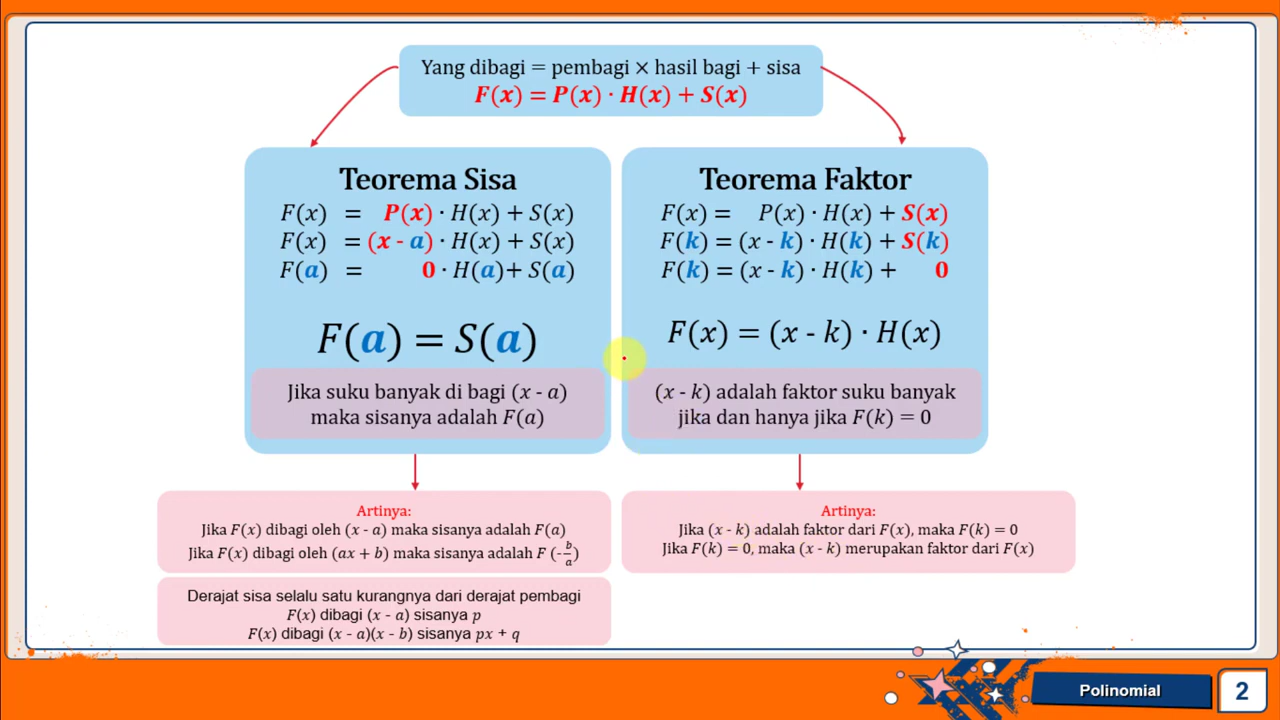 Yang dibagi = pembagi × hasil bagi + sisa
F(x) = P(x) · H(x) + S(x)
Teorema Sisa
F(x) = P(x) · H(x) + S(x)
F(x) = (x - a) · H(x) + S(x)
F(a) = 0 · H(a)+ S(a)
F(a) = S(a)
Jika suku banyak di bagi (x - a)
maka sisanya adalah F(a)
Teorema Faktor
F(x) = P(x) · H(x) + S(x)
F(k) = (x - k) · H(k) + S(k)
F(k) = (x - k) · H(k) + 0
F(x) = (x - k) · H(x)
(x - k) adalah faktor suku banyak
jika dan hanya jika F(k) = 0
Artinya:
Jika F(x) dibagi oleh (x - a) maka sisanya adalah F(a)
Jika F(x) dibagi oleh (ax + b) maka sisanya adalah F (-b/a)
Derajat sisa selalu satu kurangnya dari derajat pembagi
F(x) dibagi (x - a) sisanya p
F(x) dibagi (x - a)(x - b) sisanya px + q
Artinya:
Jika (x - k) adalah faktor dari F(x), maka F(k) = 0
Jika F(k) = 0, maka (x - k) merupakan faktor dari F(x)
Polinomial
2